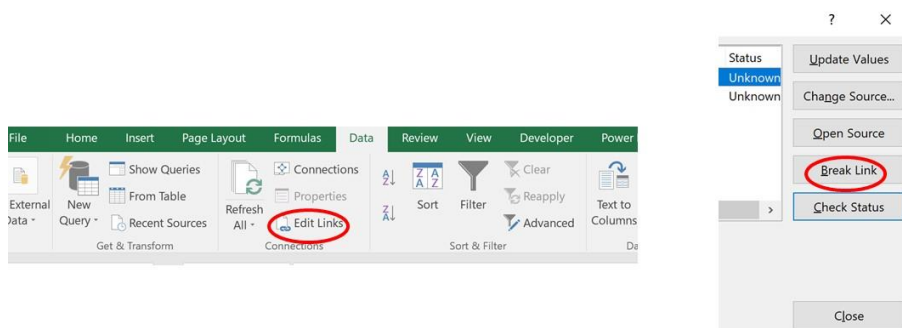 ? ×
Status
Update Values
Unknown
Unknown
Change Source...
Open Source
Break Link
Check Status
Close
File Home Insert Page Layout Formulas Data Review View Developer Power
External
Data
New
Query
Show Queries
From Table
Recent Sources
Get & Transform
Refresh
All
Connections
Properties
Edit Links
Connections
A
Z
Z
A
Z A
A Z
Sort
Filter
Clear
Reapply
Advanced
Sort & Filter
Text to
Columns
Da